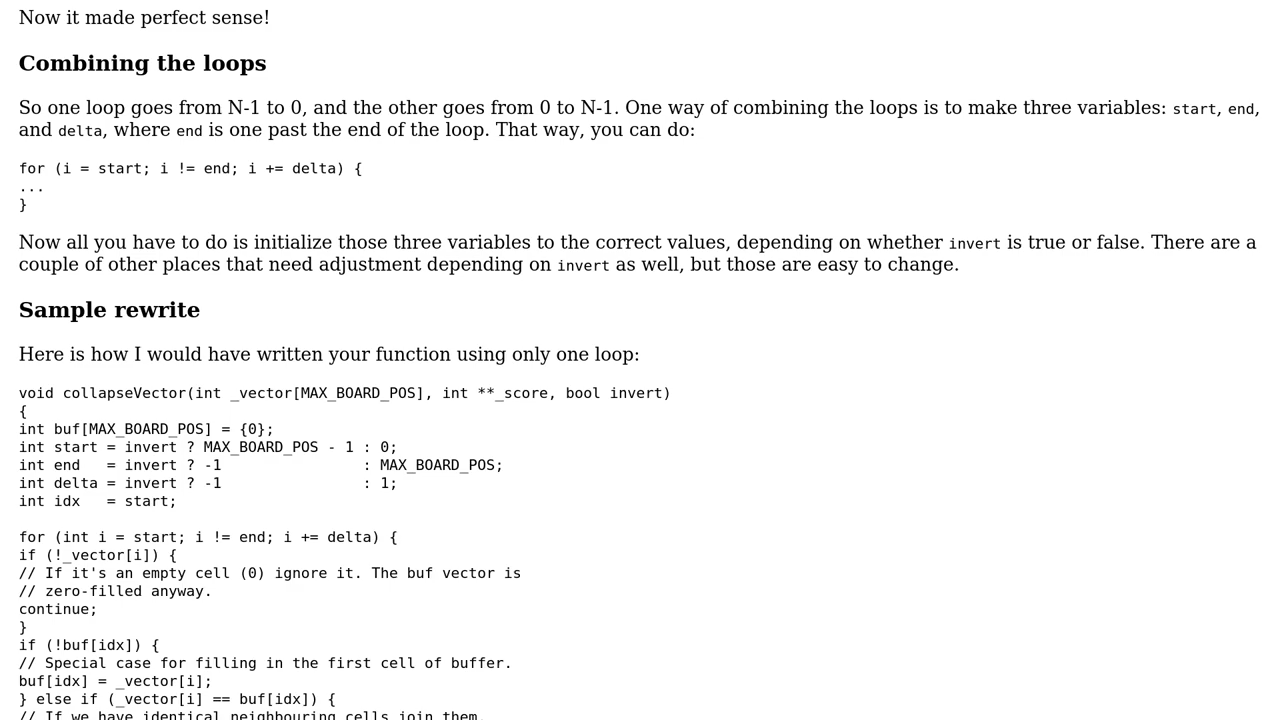 Now it made perfect sense!
Combining the loops
So one loop goes from N-1 to 0, and the other goes from 0 to N-1. One way of combining the loops is to make three variables: start, end,
and delta, where end is one past the end of the loop. That way, you can do:
for (i = start; i != end; i += delta) {
...
}
Now all you have to do is initialize those three variables to the correct values, depending on whether invert is true or false. There are a
couple of other places that need adjustment depending on invert as well, but those are easy to change.
Sample rewrite
Here is how I would have written your function using only one loop:
void collapseVector(int _vector[MAX_BOARD_POS], int **_score, bool invert)
{
int buf[MAX_BOARD_POS] = {0};
int start = invert ? MAX_BOARD_POS - 1 : 0;
int end   = invert ? -1                : MAX_BOARD_POS;
int delta = invert ? -1                : 1;
int idx   = start;
for (int i = start; i != end; i += delta) {
if (!_vector[i]) {
// If it's an empty cell (0) ignore it. The buf vector is
// zero-filled anyway.
continue;
}
if (!buf[idx]) {
// Special case for filling in the first cell of buffer.
buf[idx] = _vector[i];
} else if (_vector[i] == buf[idx]) {
// If we have identical neighbouring cells join them.